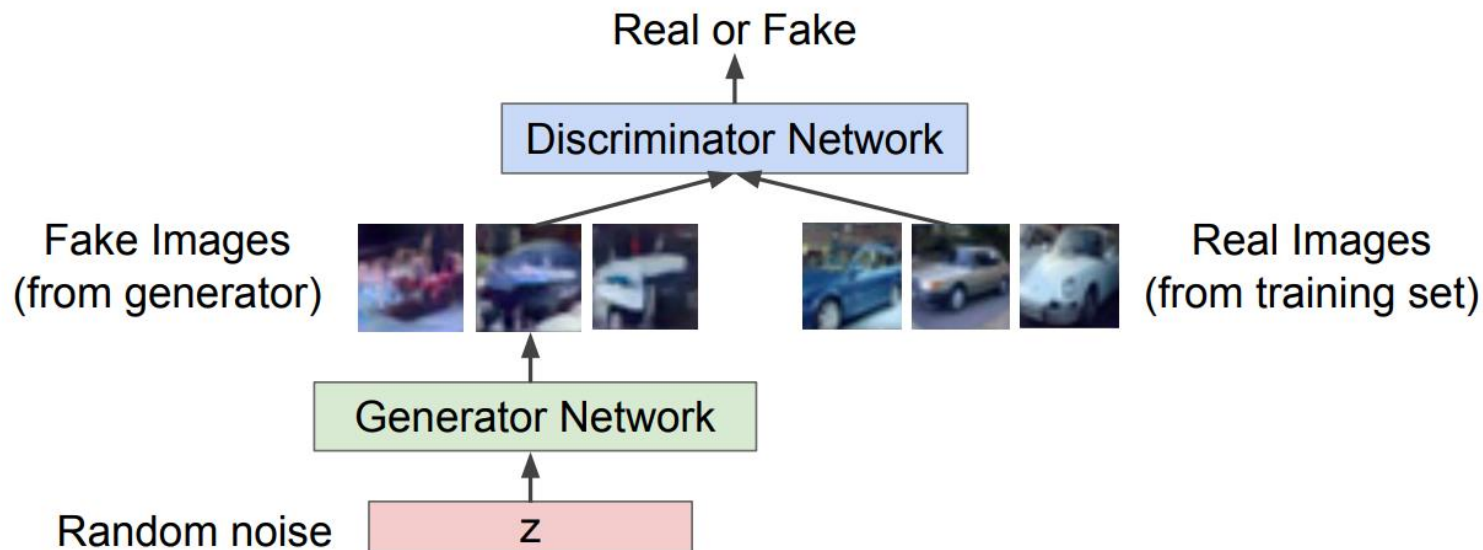 Real or Fake
Discriminator Network
Fake Images
(from generator)
Real Images
(from training set)
Generator Network
Random noise
z